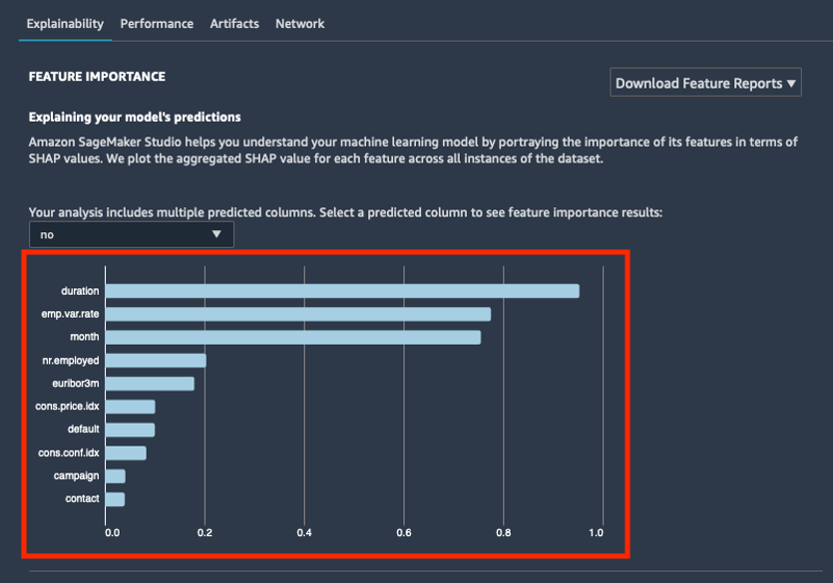 Explainability Performance Artifacts Network
FEATURE IMPORTANCE
Download Feature Reports ▼
Explaining your model's predictions
Amazon SageMaker Studio helps you understand your machine learning model by portraying the importance of its features in terms of
SHAP values. We plot the aggregated SHAP value for each feature across all instances of the dataset.
Your analysis includes multiple predicted columns. Select a predicted column to see feature importance results:
no ▼
duration
emp.var.rate
month
nr.employed
euribor3m
cons.price.idx
default
cons.conf.idx
campaign
contact
0.0 0.2 0.4 0.6 0.8 1.0